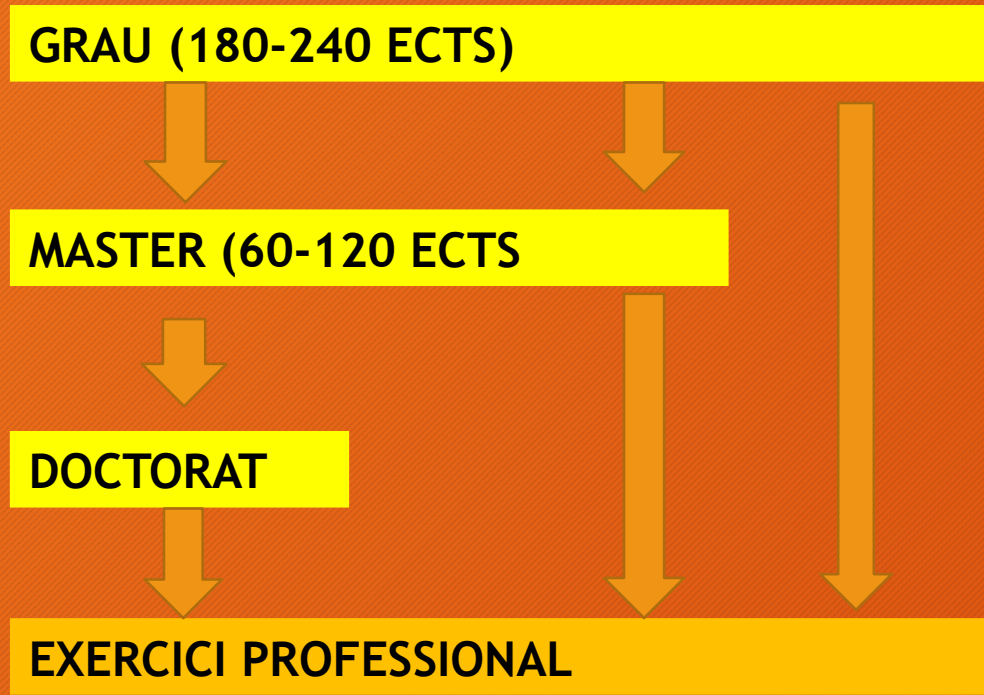 GRAU (180-240 ECTS)
MASTER (60-120 ECTS
DOCTORAT
EXERCICI PROFESSIONAL